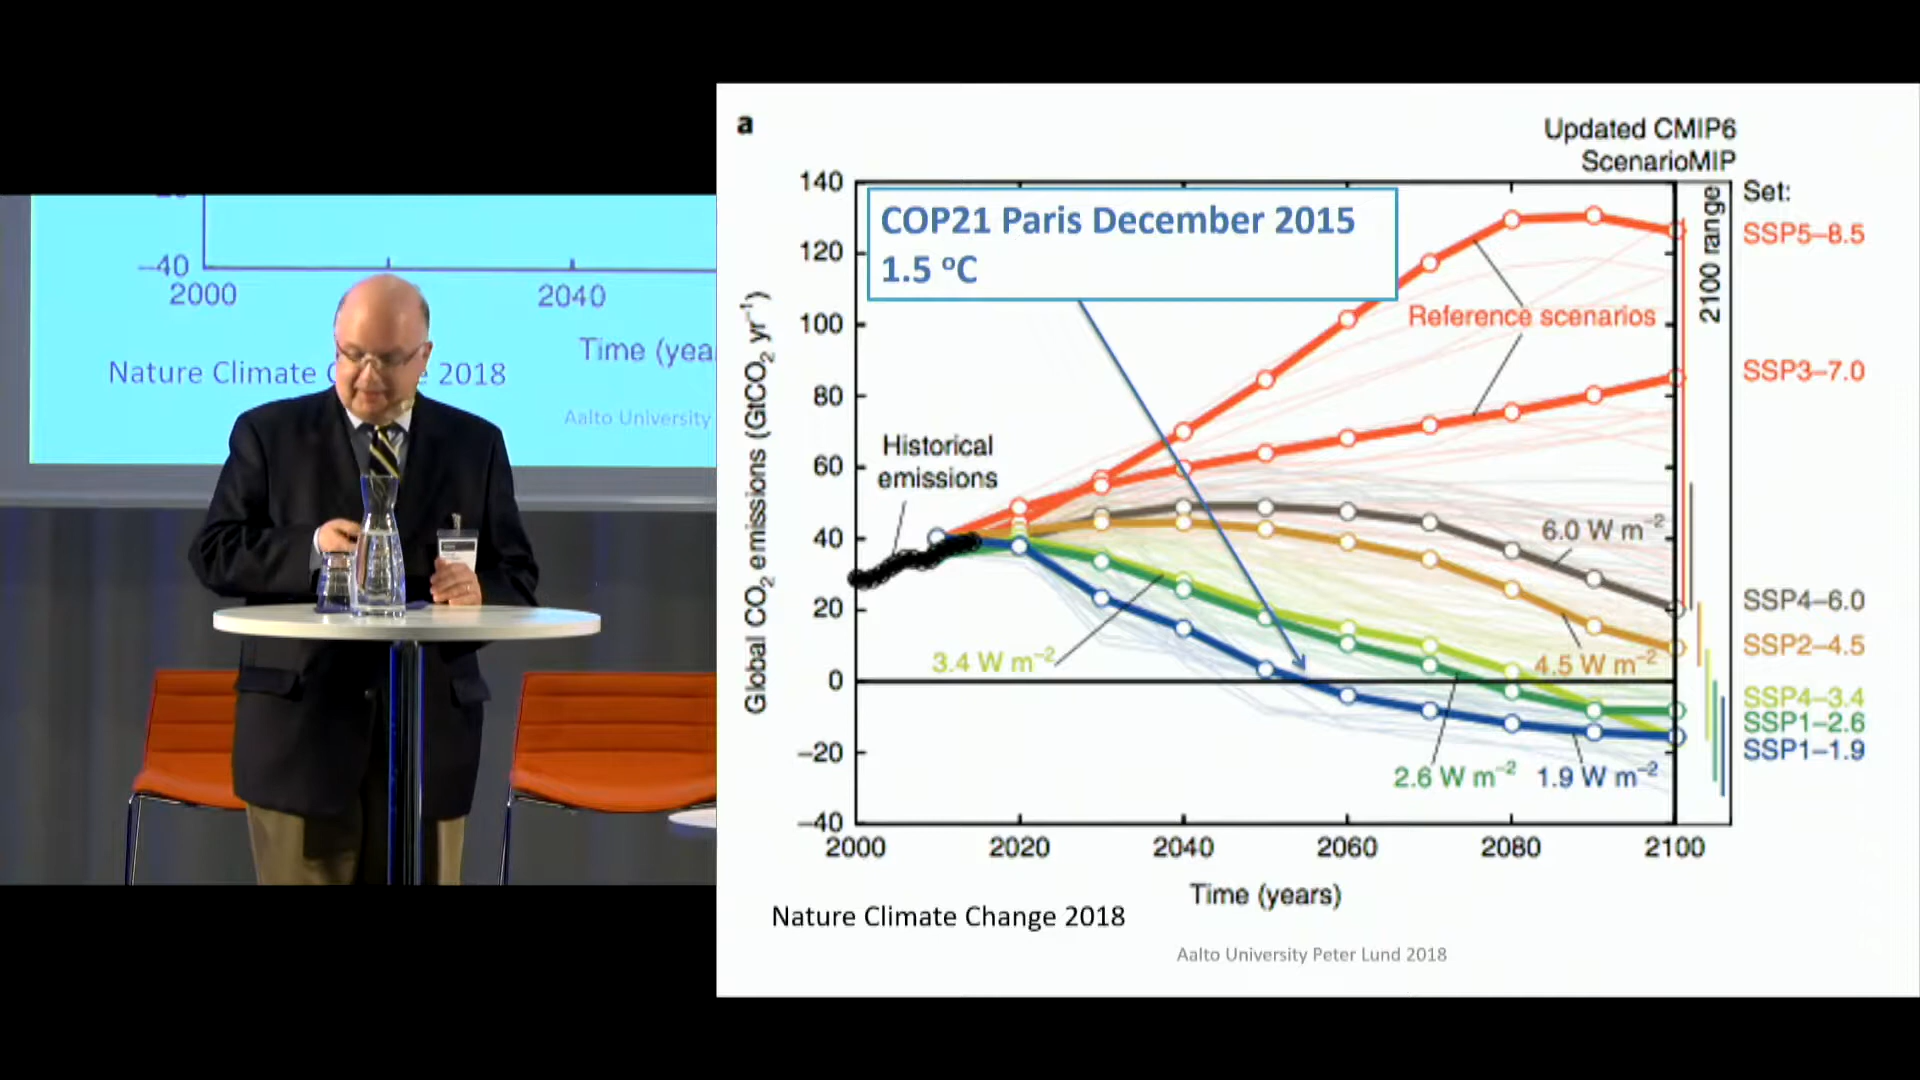 –40
2000
2040
Time (yea
Nature Climate C e 2018
Aalto University
a
Updated CMIP6
ScenarioMIP
140
120
100
80
60
40
20
0
–20
–40
Global CO2 emissions (GtCO2 yr–1)
COP21 Paris December 2015
1.5 oC
Historical
emissions
Reference scenarios
6.0 W m–2
4.5 W m–2
3.4 W m–2
2.6 W m–2
1.9 W m–2
2100 range
Set:
SSP5–8.5
SSP3–7.0
SSP4–6.0
SSP2–4.5
SSP4–3.4
SSP1–2.6
SSP1–1.9
2000
2020
2040
2060
2080
2100
Time (years)
Nature Climate Change 2018
Aalto University Peter Lund 2018